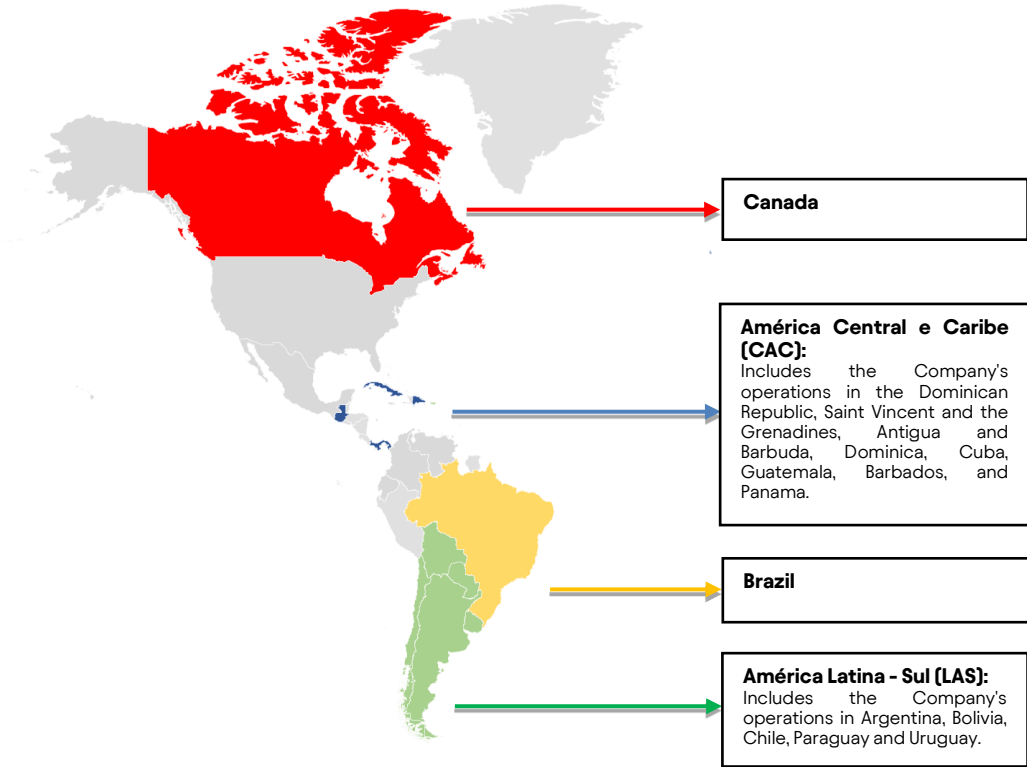 Canada
América Central e Caribe
(CAC):
Includes the Company's
operations in the Dominican
Republic, Saint Vincent and the
Grenadines, Antigua and
Barbuda, Dominica, Cuba,
Guatemala, Barbados, and
Panama.
Brazil
América Latina - Sul (LAS):
Includes the Company's
operations in Argentina, Bolivia,
Chile, Paraguay and Uruguay.